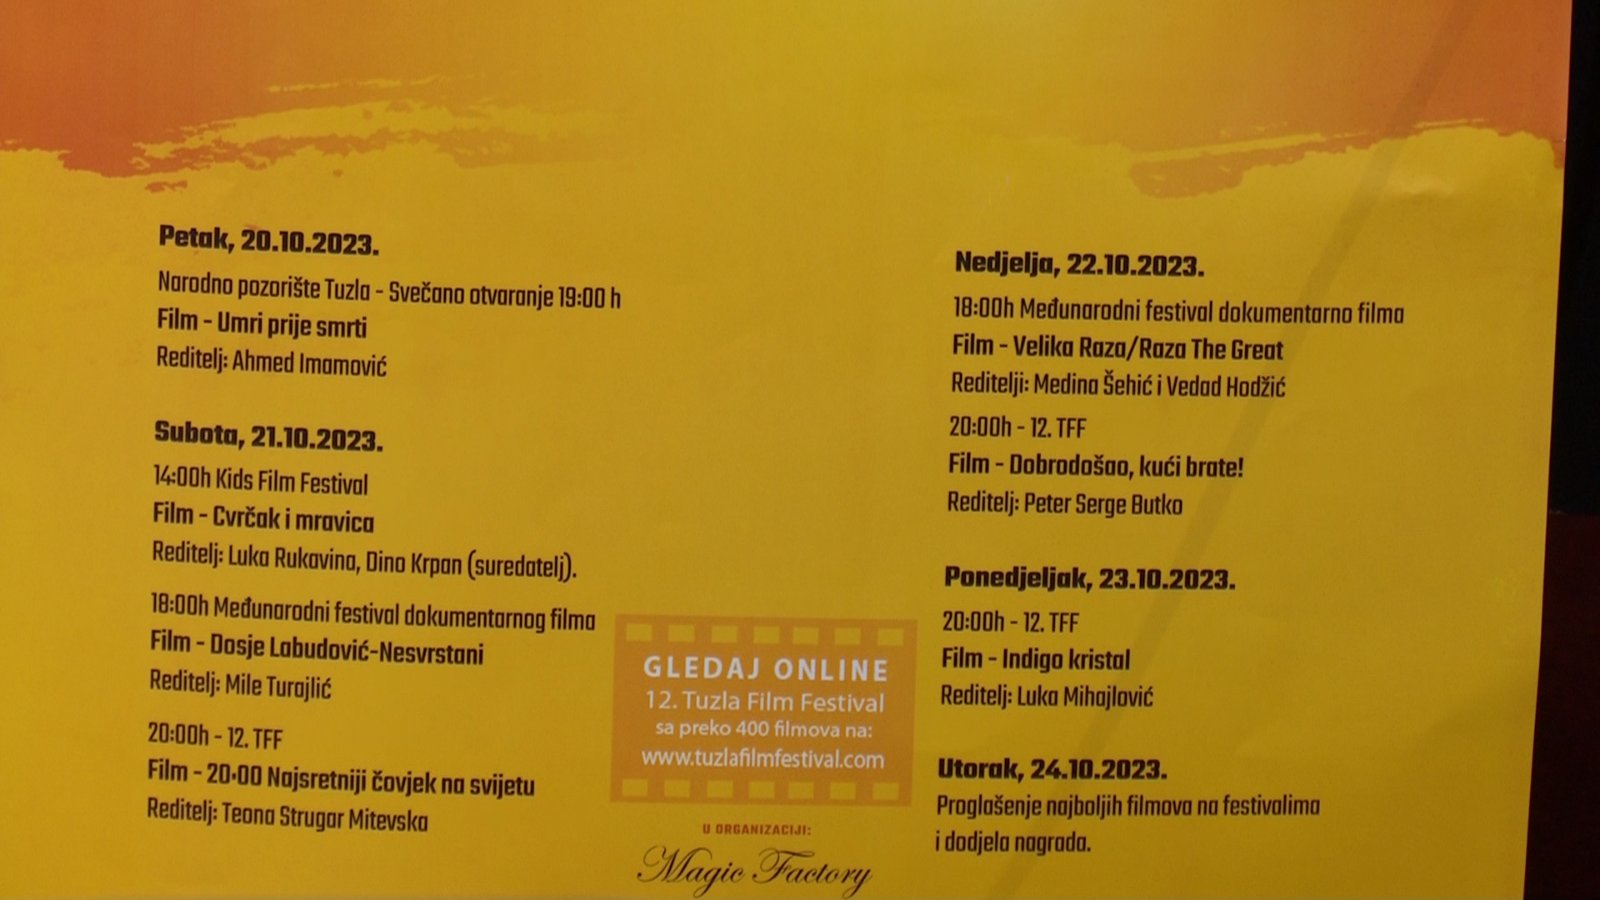 Petak, 20.10.2023.
Narodno pozorište Tuzla - Svečano otvaranje 19:00 h
Film - Umri prije smrti
Reditelj: Ahmed Imamović
Subota, 21.10.2023.
14:00h Kids Film Festival
Film - Cvrčak i mravica
Reditelj: Luka Rukavina, Dino Krpan (suredatelj).
18:00h Međunarodni festival dokumentarnog filma
Film - Dosje Labudović-Nesvrstani
Reditelj: Mile Turajlić
20:00h - 12. TFF
Film - 20:00 Najsretniji čovjek na svijetu
Reditelj: Teona Strugar Mitevska
GLEDAJ ONLINE
12. Tuzla Film Festival
sa preko 400 filmova na:
www.tuzlafilmfestival.com
U ORGANIZACIJI:
Magic Factory
Nedjelja, 22.10.2023.
18:00h Međunarodni festival dokumentarno filma
Film - Velika Raza/Raza The Great
Reditelji: Medina Šehić i Vedad Hodžić
20:00h - 12. TFF
Film - Dobrodošao, kući brate!
Reditelj: Peter Serge Butko
Ponedjeljak, 23.10.2023.
20:00h - 12. TFF
Film - Indigo kristal
Reditelj: Luka Mihajlović
Utorak, 24.10.2023.
Proglašenje najboljih filmova na festivalima
i dodjela nagrada.